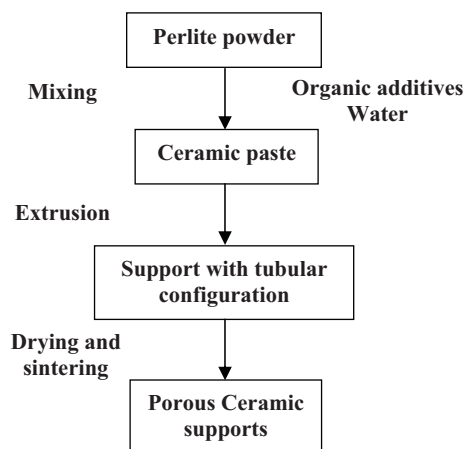 Perlite powder
Mixing
Organic additives
Water
Ceramic paste
Extrusion
Support with tubular
configuration
Drying and
sintering
Porous Ceramic
supports